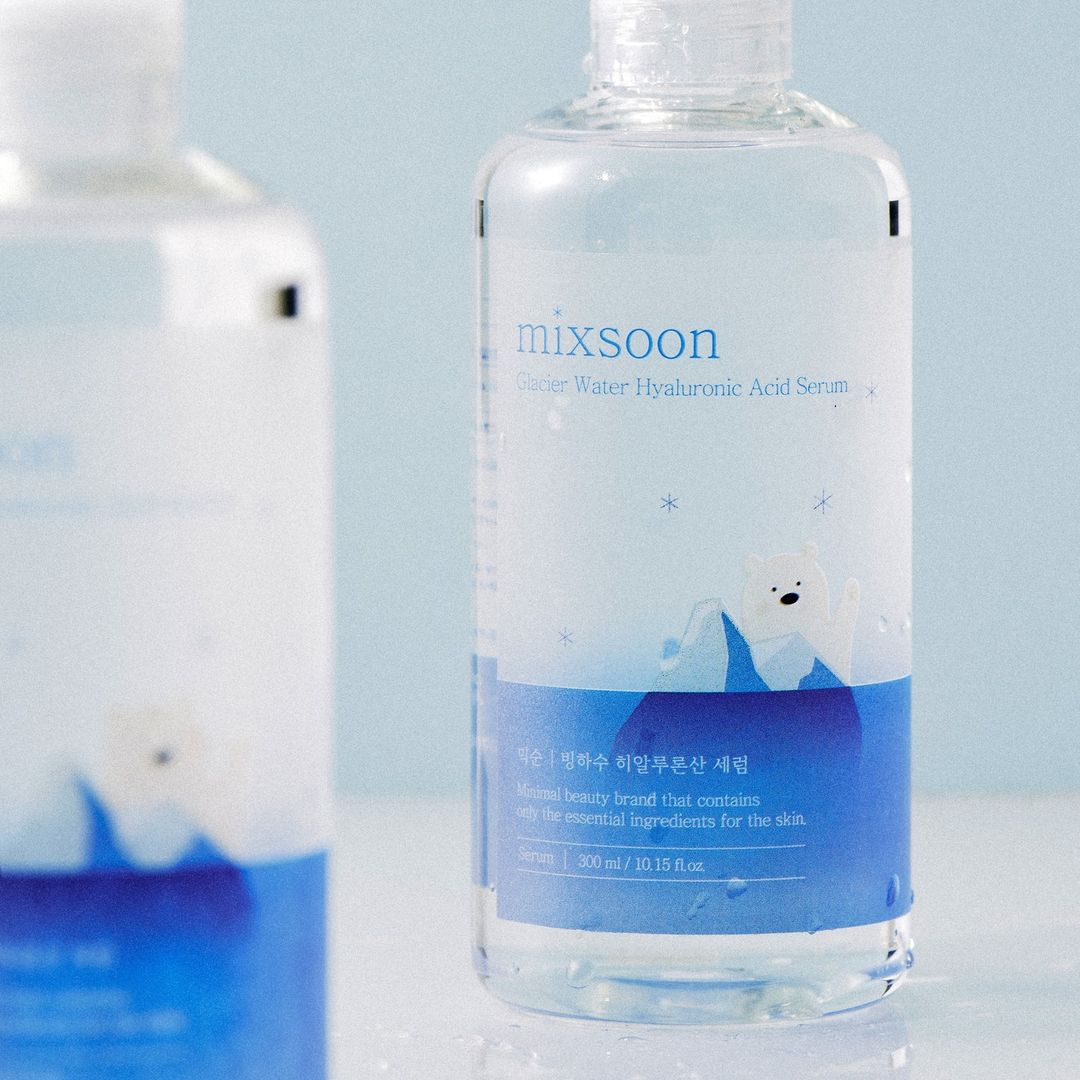 mixsoon
Glacier Water Hyaluronic Acid Serum
믹순 | 빙하수 히알루론산 세럼
Minimal beauty brand that contains
only the essential ingredients for the skin.
Serum | 300 ml / 10.15 fl.oz.